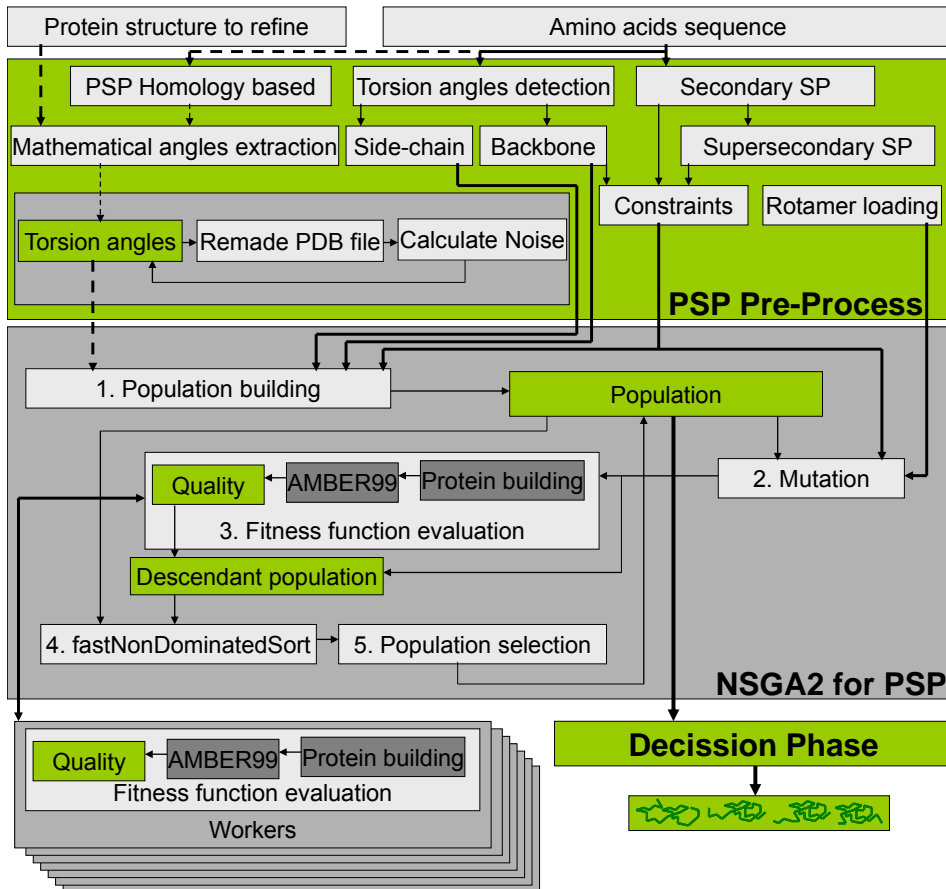 Protein structure to refine
Amino acids sequence
PSP Homology based
Torsion angles detection
Secondary SP
Mathematical angles extraction
Side-chain
Backbone
Supersecondary SP
Constraints
Rotamer loading
Torsion angles
Remade PDB file
Calculate Noise
PSP Pre-Process
1. Population building
Population
Quality
AMBER99
Protein building
2. Mutation
3. Fitness function evaluation
Descendant population
4. fastNonDominatedSort
5. Population selection
NSGA2 for PSP
Quality
AMBER99
Protein building
Fitness function evaluation
Workers
Decission Phase